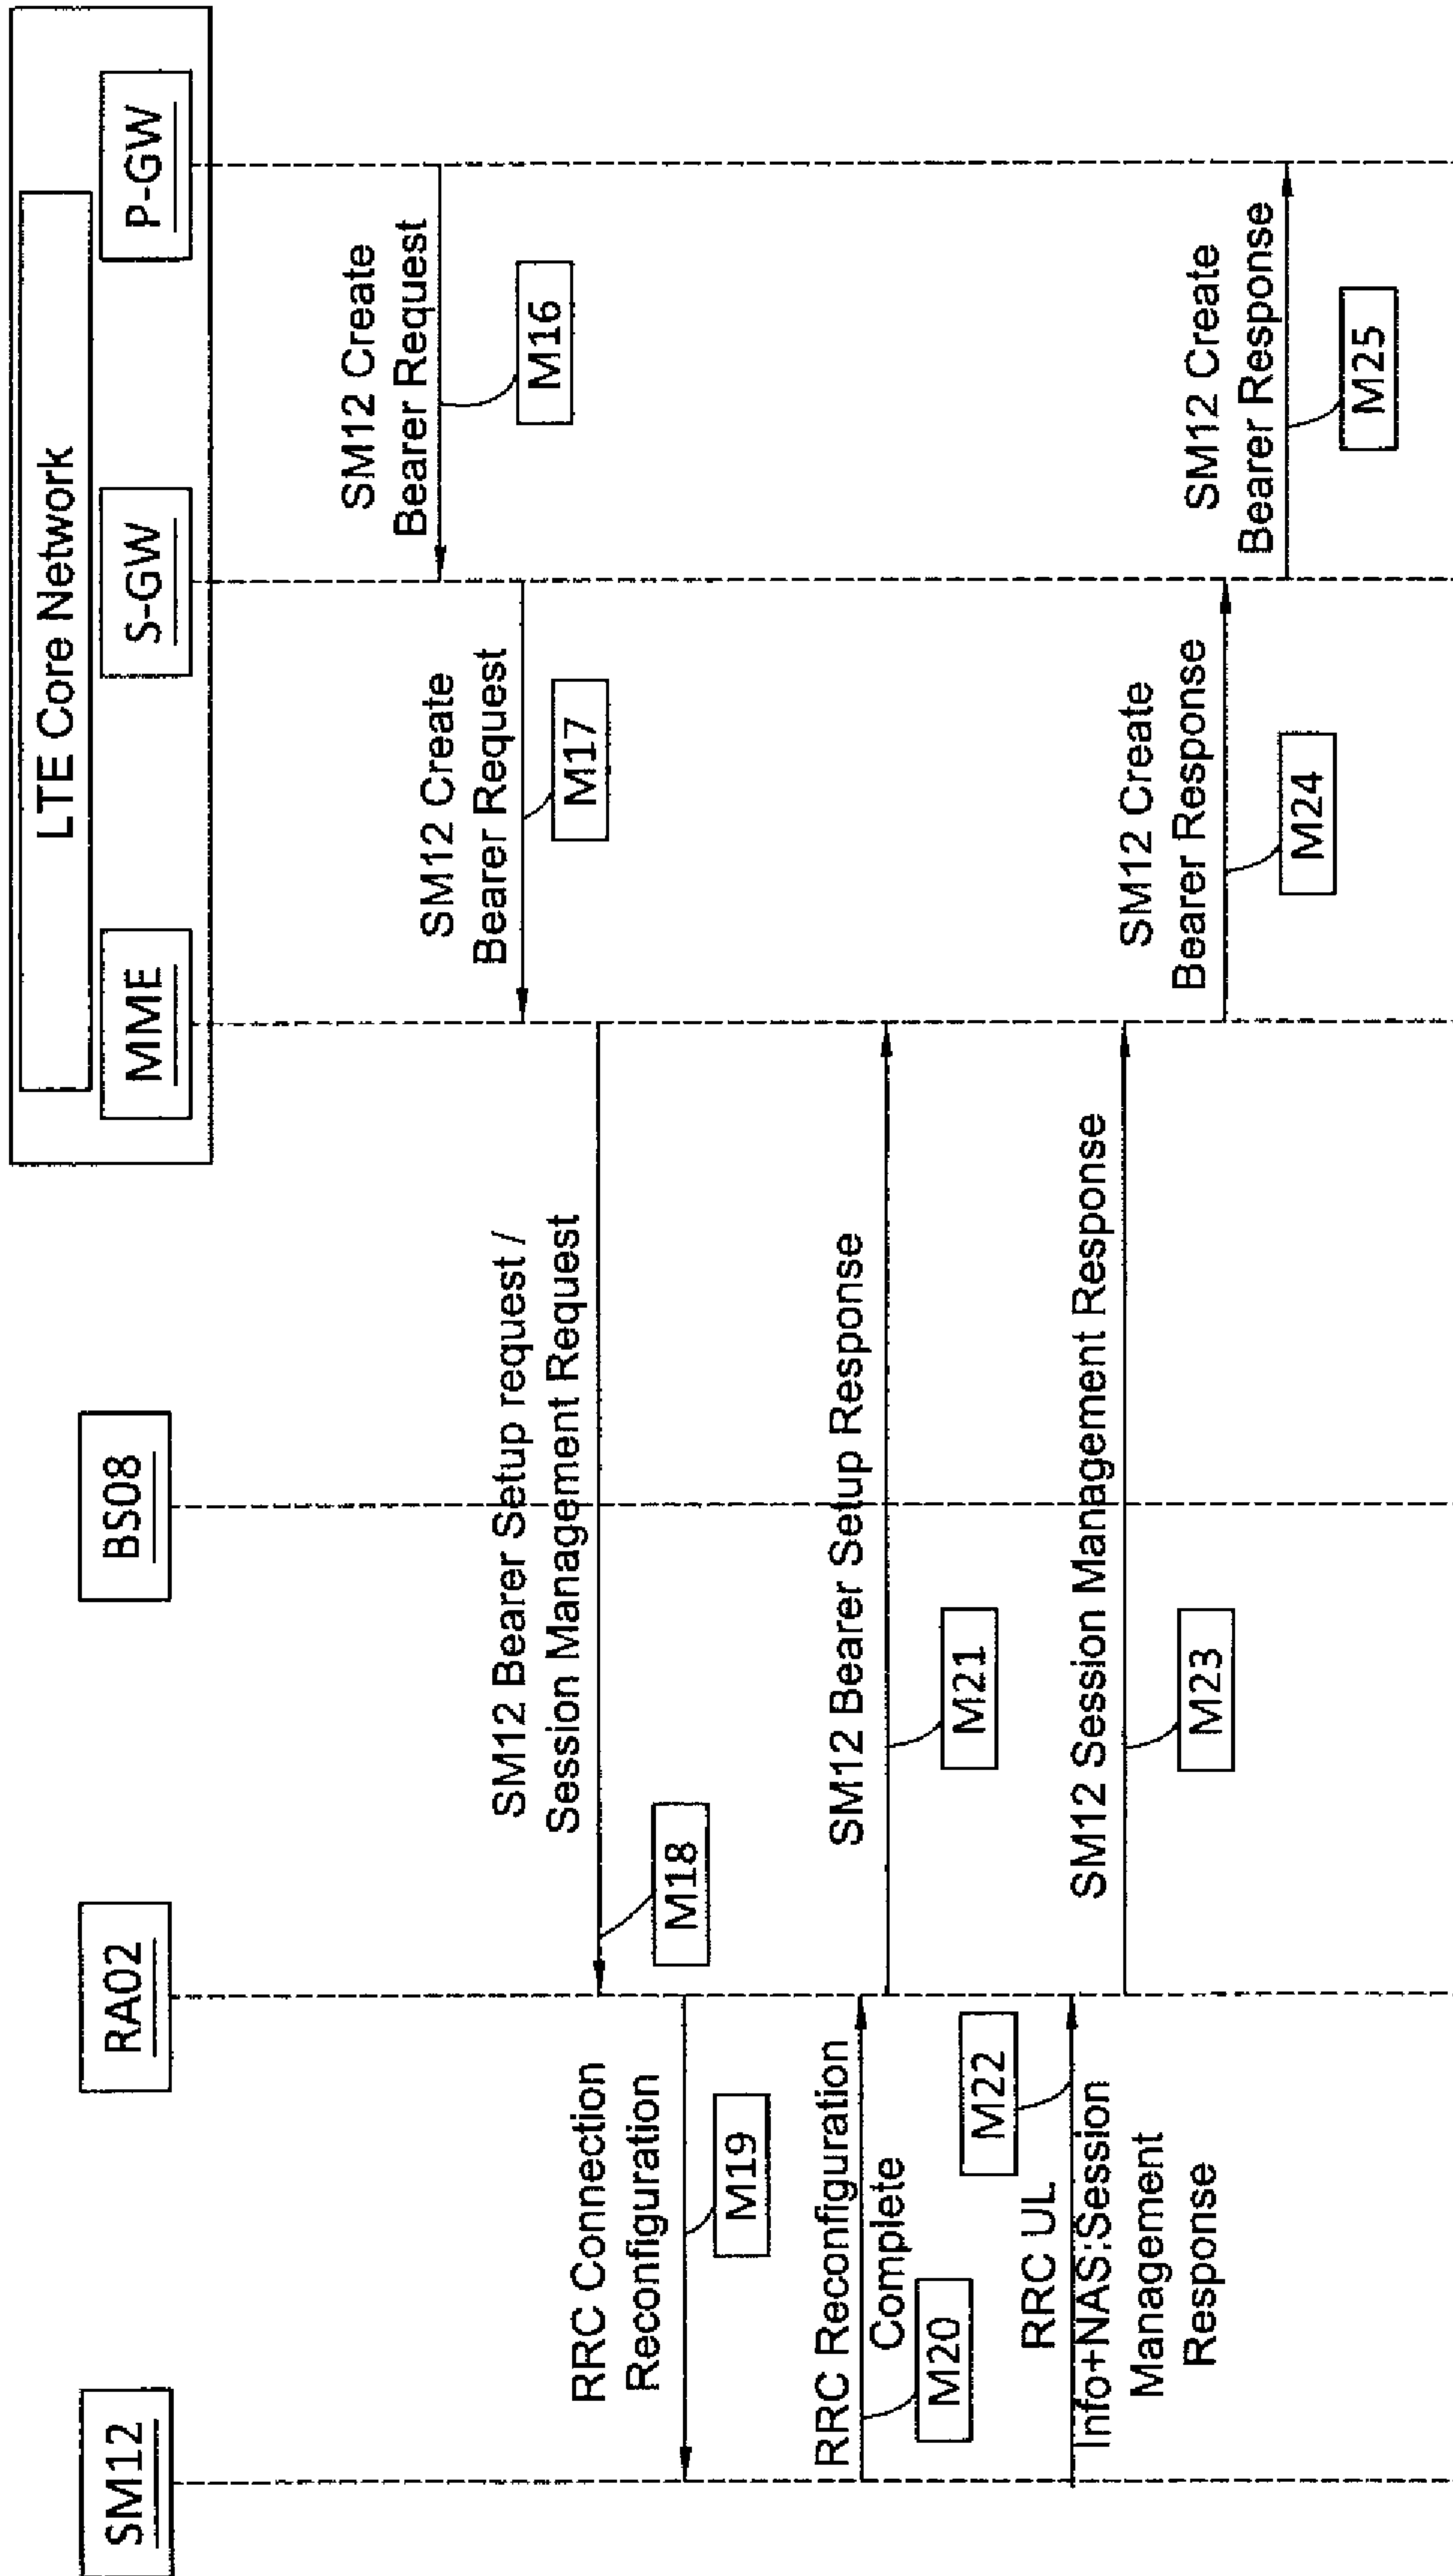 LTE Core Network
SM12
RA02
BS08
MME
S-GW
P-GW
SM12 Create
Bearer Request
M16
SM12 Create
Bearer Request
M17
SM12 Bearer Setup request /
Session Management Request
M18
RRC Connection
Reconfiguration
M19
RRC Reconfiguration
Complete
M20
SM12 Bearer Setup Response
M21
RRC UL
Info+NAS:Session
Management
Response
M22
SM12 Session Management Response
M23
SM12 Create
Bearer Response
M24
SM12 Create
Bearer Response
M25